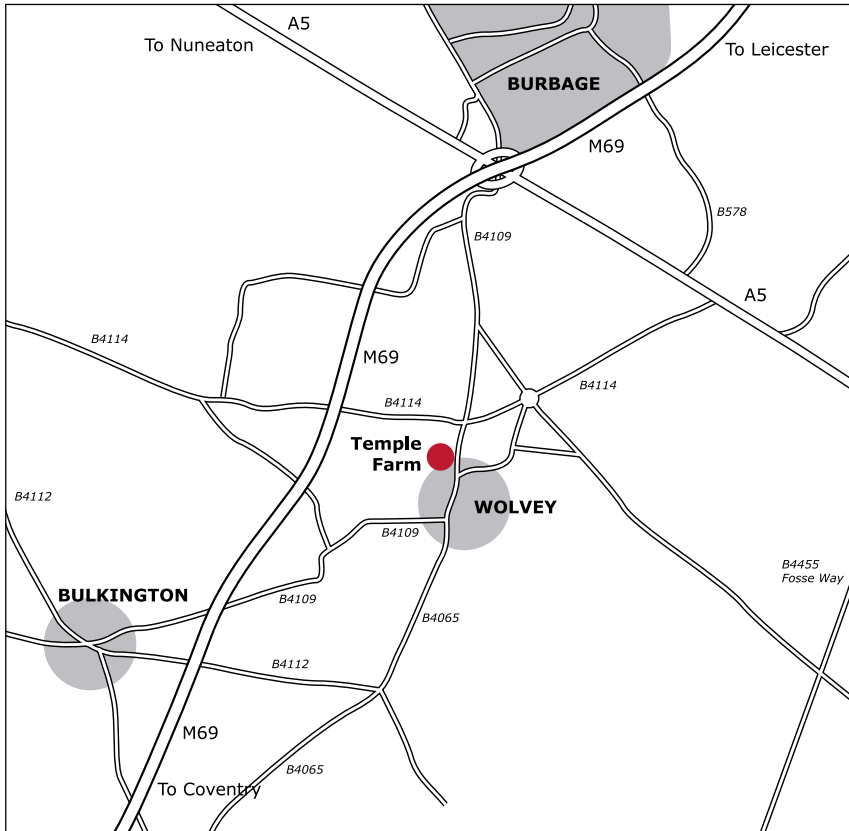 A5
To Nuneaton
To Leicester
BURBAGE
M69
B578
B4109
A5
B4114
M69
B4114
B4114
Temple
Farm
B4112
WOLVEY
B4109
B4455
Fosse Way
BULKINGTON
B4109
B4065
B4112
M69
B4065
To Coventry